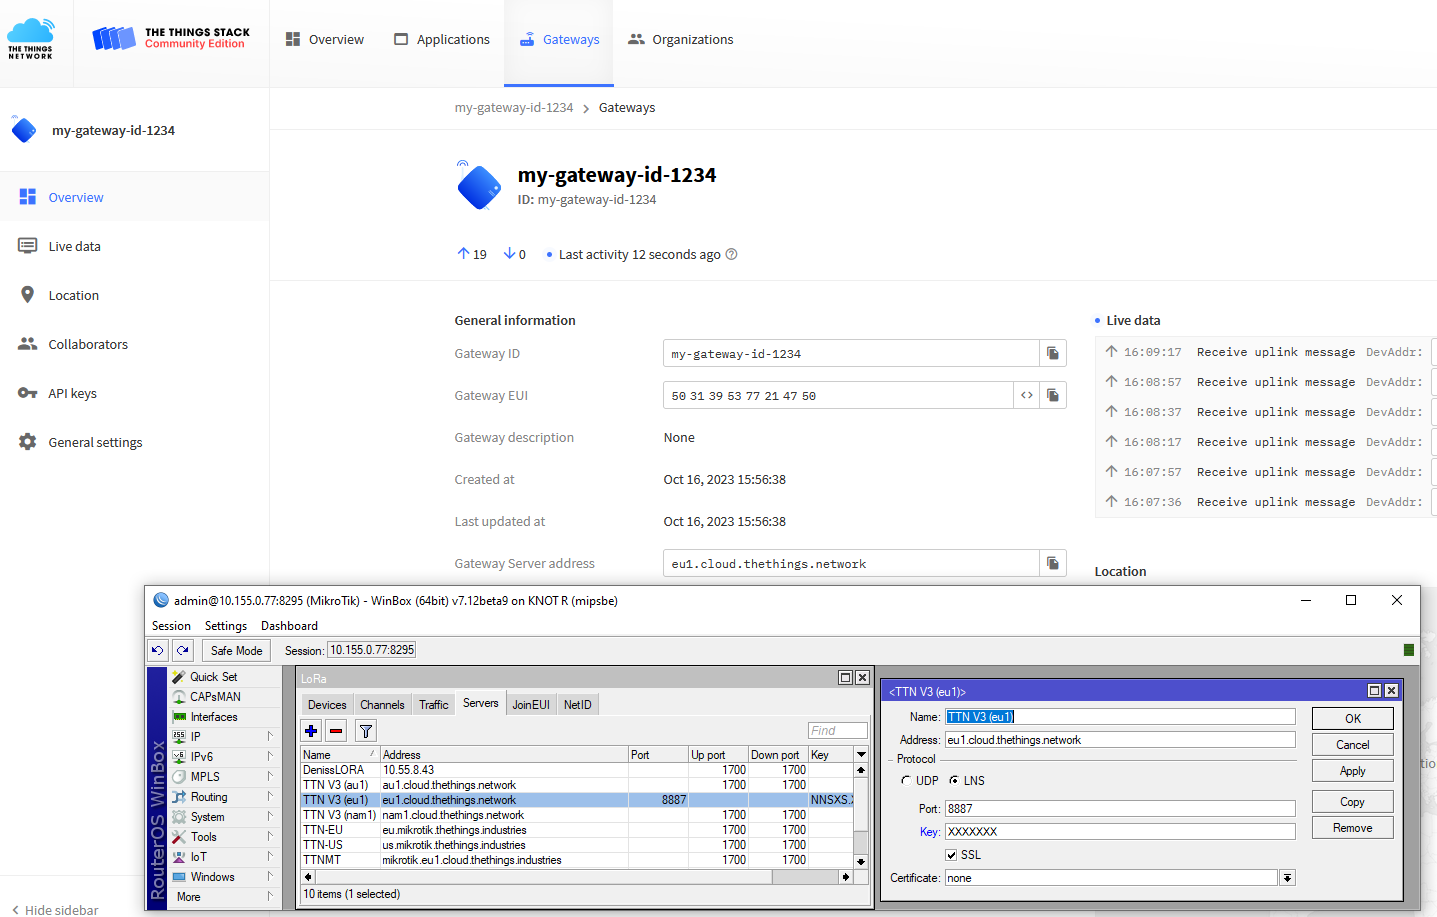 THE THINGS
NETWORK
THE THINGS STACK
Community Edition
Overview
Applications
Gateways
Organizations
my-gateway-id-1234
Overview
Live data
Location
Collaborators
API keys
General settings
Hide sidebar
my-gateway-id-1234 > Gateways
my-gateway-id-1234
ID: my-gateway-id-1234
19 0 Last activity 12 seconds ago
General information
Gateway ID my-gateway-id-1234
Gateway EUI 50 31 39 53 77 21 47 50 <>
Gateway description None
Created at Oct 16, 2023 15:56:38
Last updated at Oct 16, 2023 15:56:38
Gateway Server address eu1.cloud.thethings.network
Live data
16:09:17 Receive uplink message DevAddr:
16:08:57 Receive uplink message DevAddr:
16:08:37 Receive uplink message DevAddr:
16:08:17 Receive uplink message DevAddr:
16:07:57 Receive uplink message DevAddr:
16:07:36 Receive uplink message DevAddr:
Location
admin@10.155.0.77:8295 (MikroTik) - WinBox (64bit) v7.12beta9 on KNOT R (mipsbe)
Session Settings Dashboard
Safe Mode Session: 10.155.0.77:8295
RouterOS WinBox
Quick Set
CAPsMAN
Interfaces
IP
IPv6
MPLS
Routing
System
Tools
IoT
Windows
More
LoRa
Devices Channels Traffic Servers JoinEUI NetID
Find
Name Address Port Up port Down port Key
DenissLORA 10.55.8.43 1700 1700
TTN V3 (au1) au1.cloud.thethings.network 1700 1700
TTN V3 (eu1) eu1.cloud.thethings.network 8887 NNSXS.
TTN V3 (nam1) nam1.cloud.thethings.network 1700 1700
TTN-EU eu.mikrotik.thethings.industries 1700 1700
TTN-US us.mikrotik.thethings.industries 1700 1700
TTNMT mikrotik.eu1.cloud.thethings.industries 1700 1700
10 items (1 selected)
<TTN V3 (eu1)>
Name: TTN V3 (eu1)
Address: eu1.cloud.thethings.network
Protocol
UDP LNS
Port: 8887
Key: XXXXXXX
SSL
Certificate: none
OK
Cancel
Apply
Copy
Remove